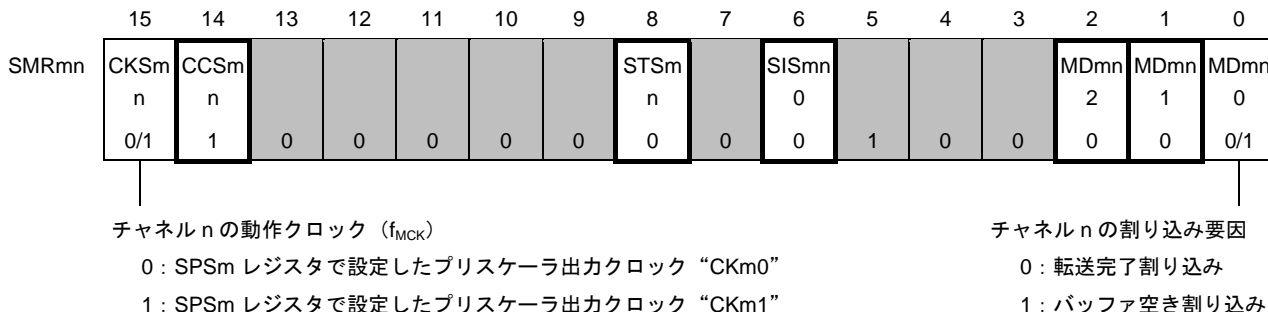 15 14 13 12 11 10 9 8 7 6 5 4 3 2 1 0
SMRmn CKSm CCSm STSm SISmn MDmn MDmn MDmn
n n n 0 2 1 0
0/1 1 0 0 0 0 0 0 0 0 1 0 0 0 0 0/1
チャネル n の動作クロック（fMCK） チャネル n の割り込み要因
0：SPSm レジスタで設定したプリスケーラ出力クロック“CKm0” 0：転送完了割り込み
1：SPSm レジスタで設定したプリスケーラ出力クロック“CKm1” 1：バッファ空き割り込み